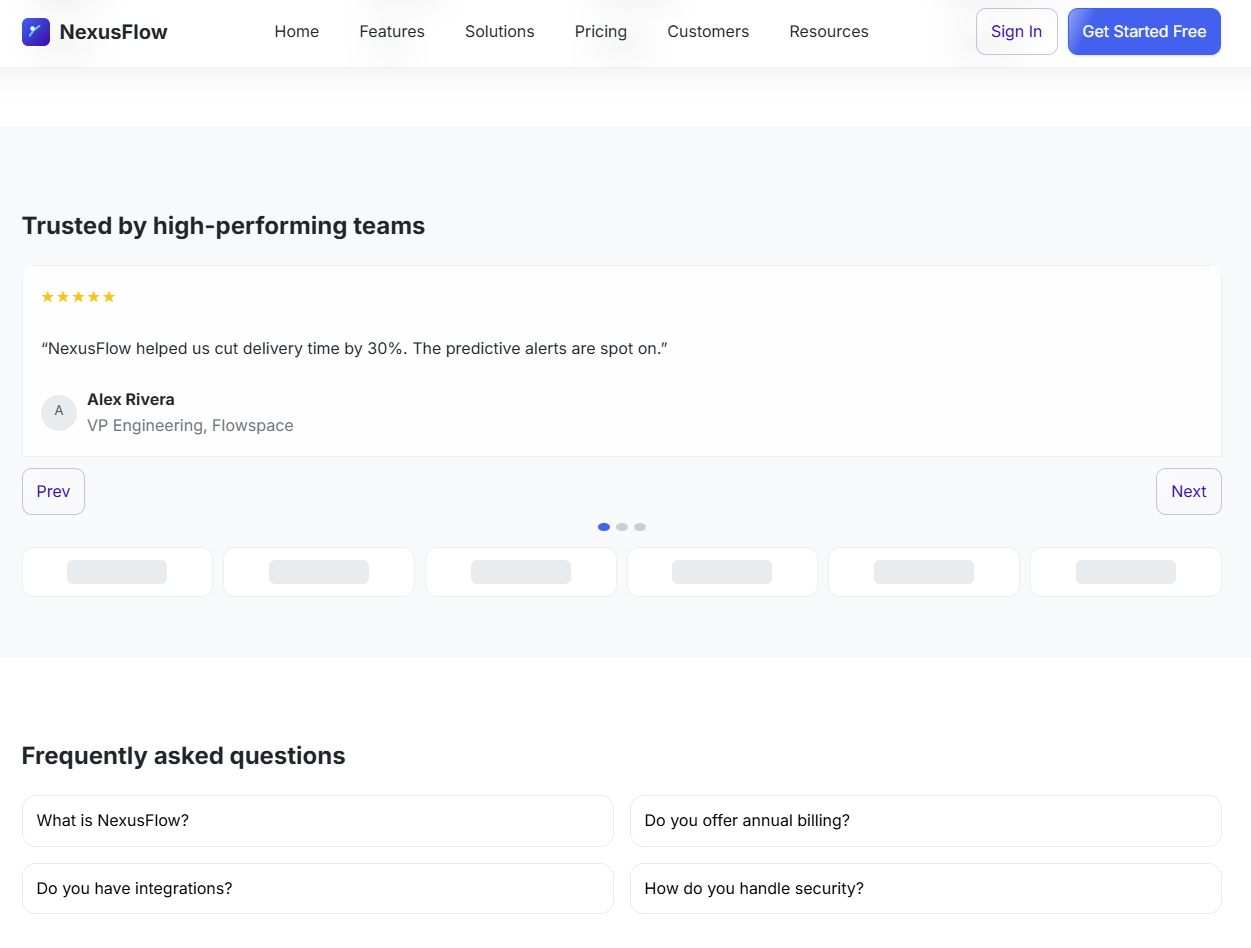 NexusFlow
Home
Features
Solutions
Pricing
Customers
Resources
Sign In
Get Started Free
Trusted by high-performing teams
★★★★★
“NexusFlow helped us cut delivery time by 30%. The predictive alerts are spot on.”
A
Alex Rivera
VP Engineering, Flowspace
Prev
Next
Frequently asked questions
What is NexusFlow?
Do you offer annual billing?
Do you have integrations?
How do you handle security?